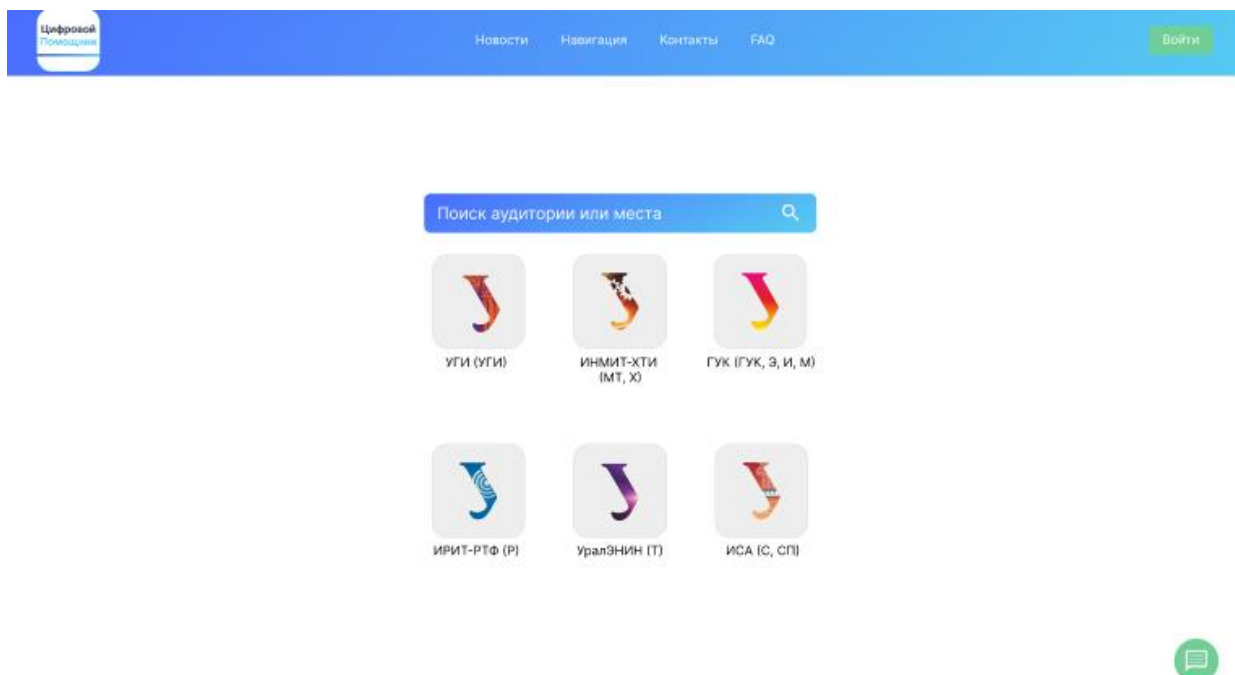 Цифровой
Помощник
Новости Навигация Контакты FAQ
Войти
Поиск аудитории или места
УГИ (УГИ) ИНМИТ-ХТИ ГУК (ГУК, Э, И, М)
(МТ, Х)
ИРИТ-РТФ (Р) УралЭНИН (Т) ИСА (С, СП)